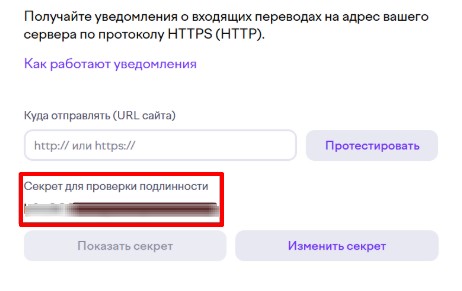 Получайте уведомления о входящих переводах на адрес вашего
сервера по протоколу HTTPS (HTTP).
Как работают уведомления
Куда отправлять (URL сайта)
http:// или https://
Протестировать
Секрет для проверки подлинности
Показать секрет
Изменить секрет